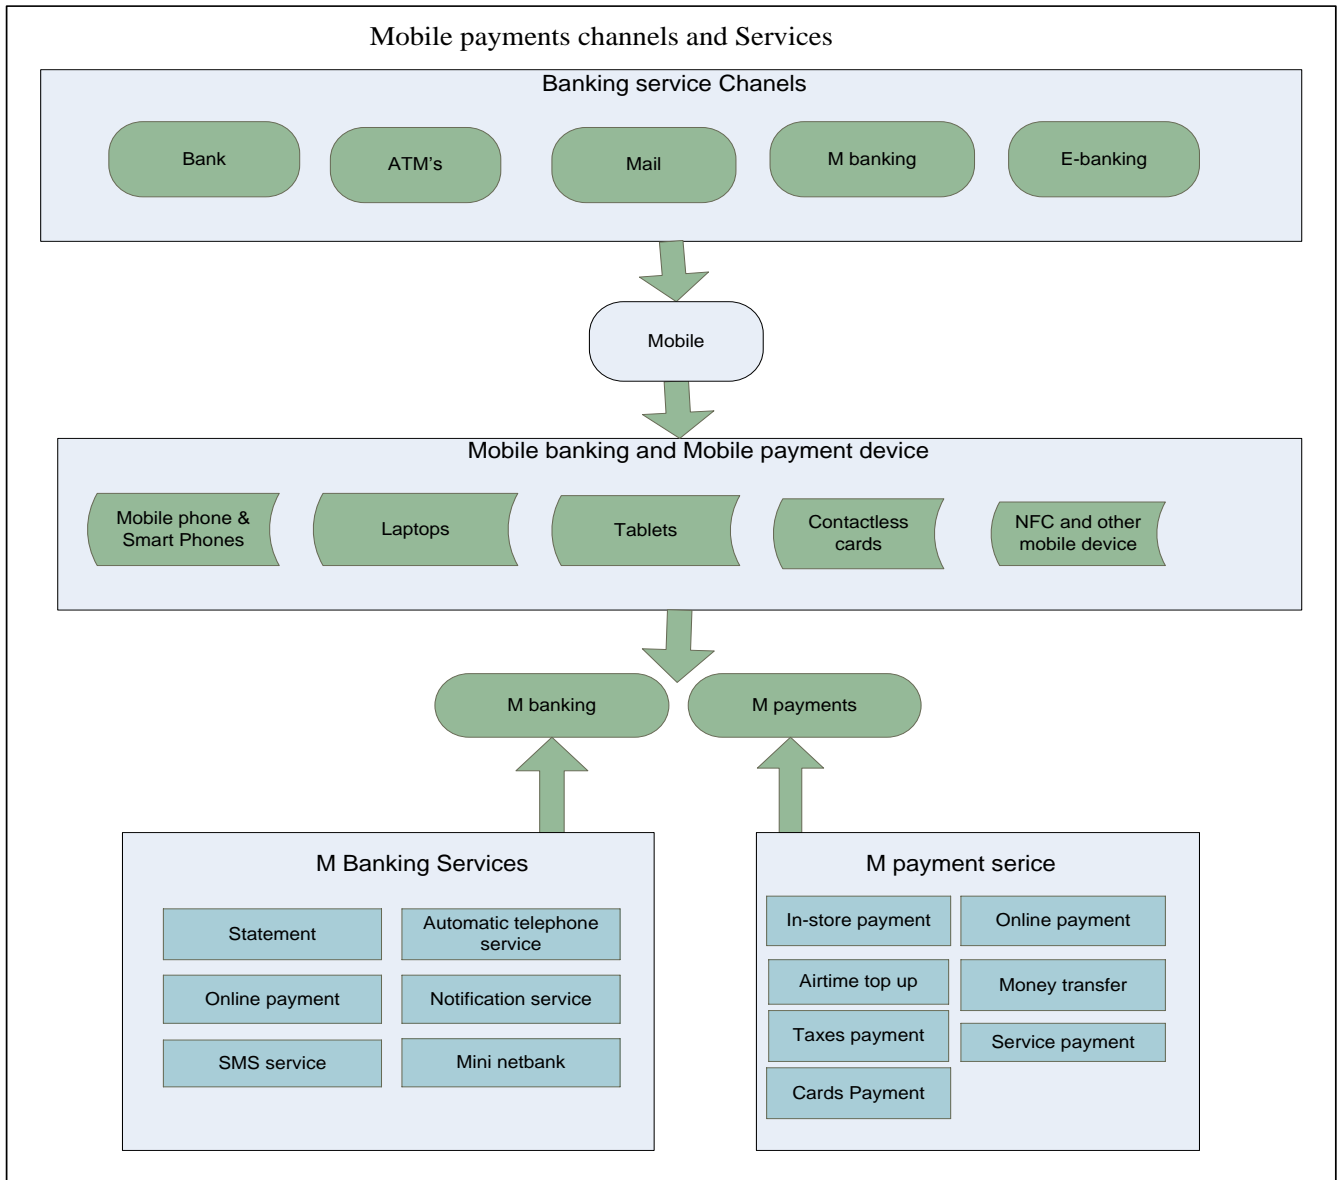 Mobile payments channels and Services
Banking service Chanels
Bank
ATM's
Mail
M banking
E-banking
Mobile
Mobile banking and Mobile payment device
Mobile phone &
Smart Phones
Laptops
Tablets
Contactless
cards
NFC and other
mobile device
M banking
M payments
M Banking Services
Statement
Automatic telephone
service
Online payment
Notification service
SMS service
Mini netbank
M payment serice
In-store payment
Online payment
Airtime top up
Money transfer
Taxes payment
Service payment
Cards Payment